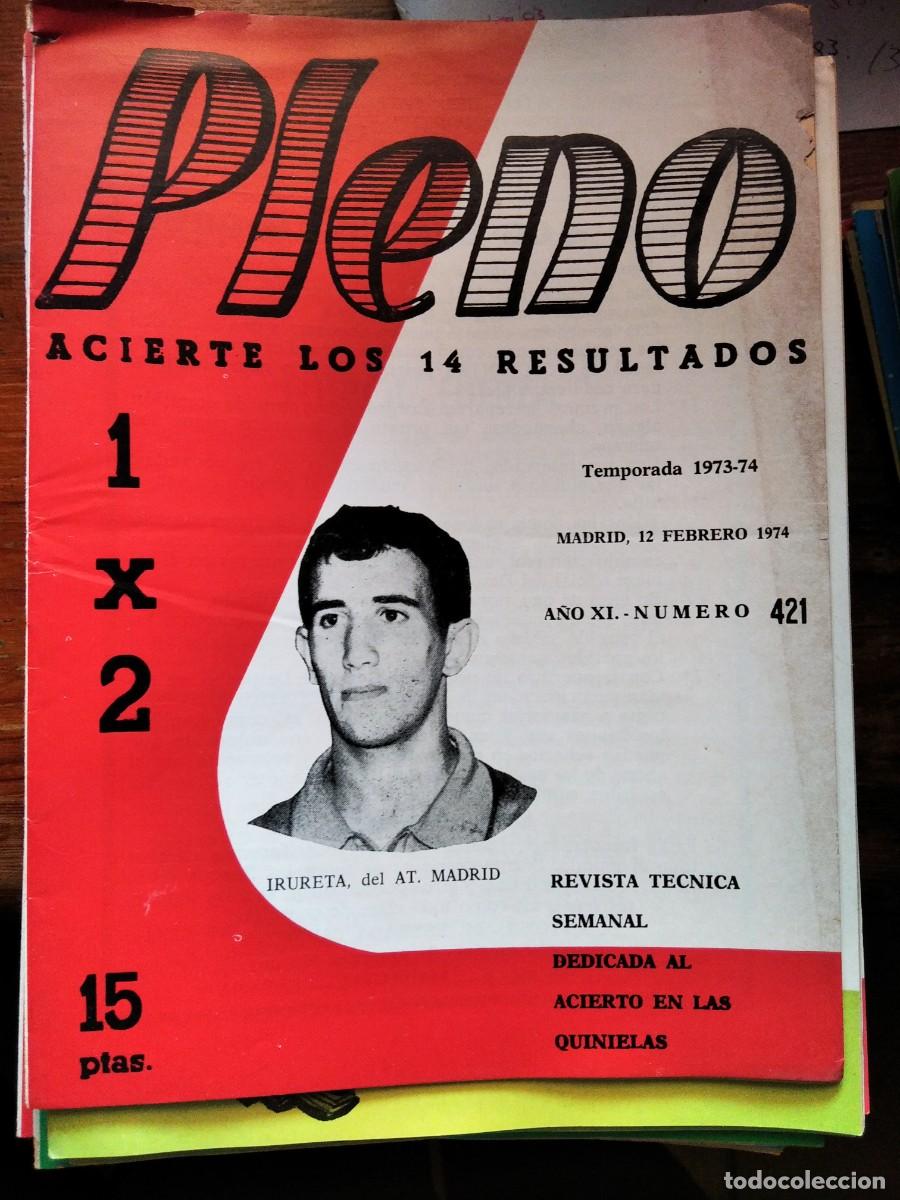 Pleno
ACIERTE LOS 14 RESULTADOS
1
x
2
Temporada 1973-74
MADRID, 12 FEBRERO 1974
AÑO XI.-NUMERO 421
IRURETA, del AT. MADRID
REVISTA TECNICA
SEMANAL
DEDICADA AL
ACIERTO EN LAS
QUINIELAS
15
ptas.
todocoleccion